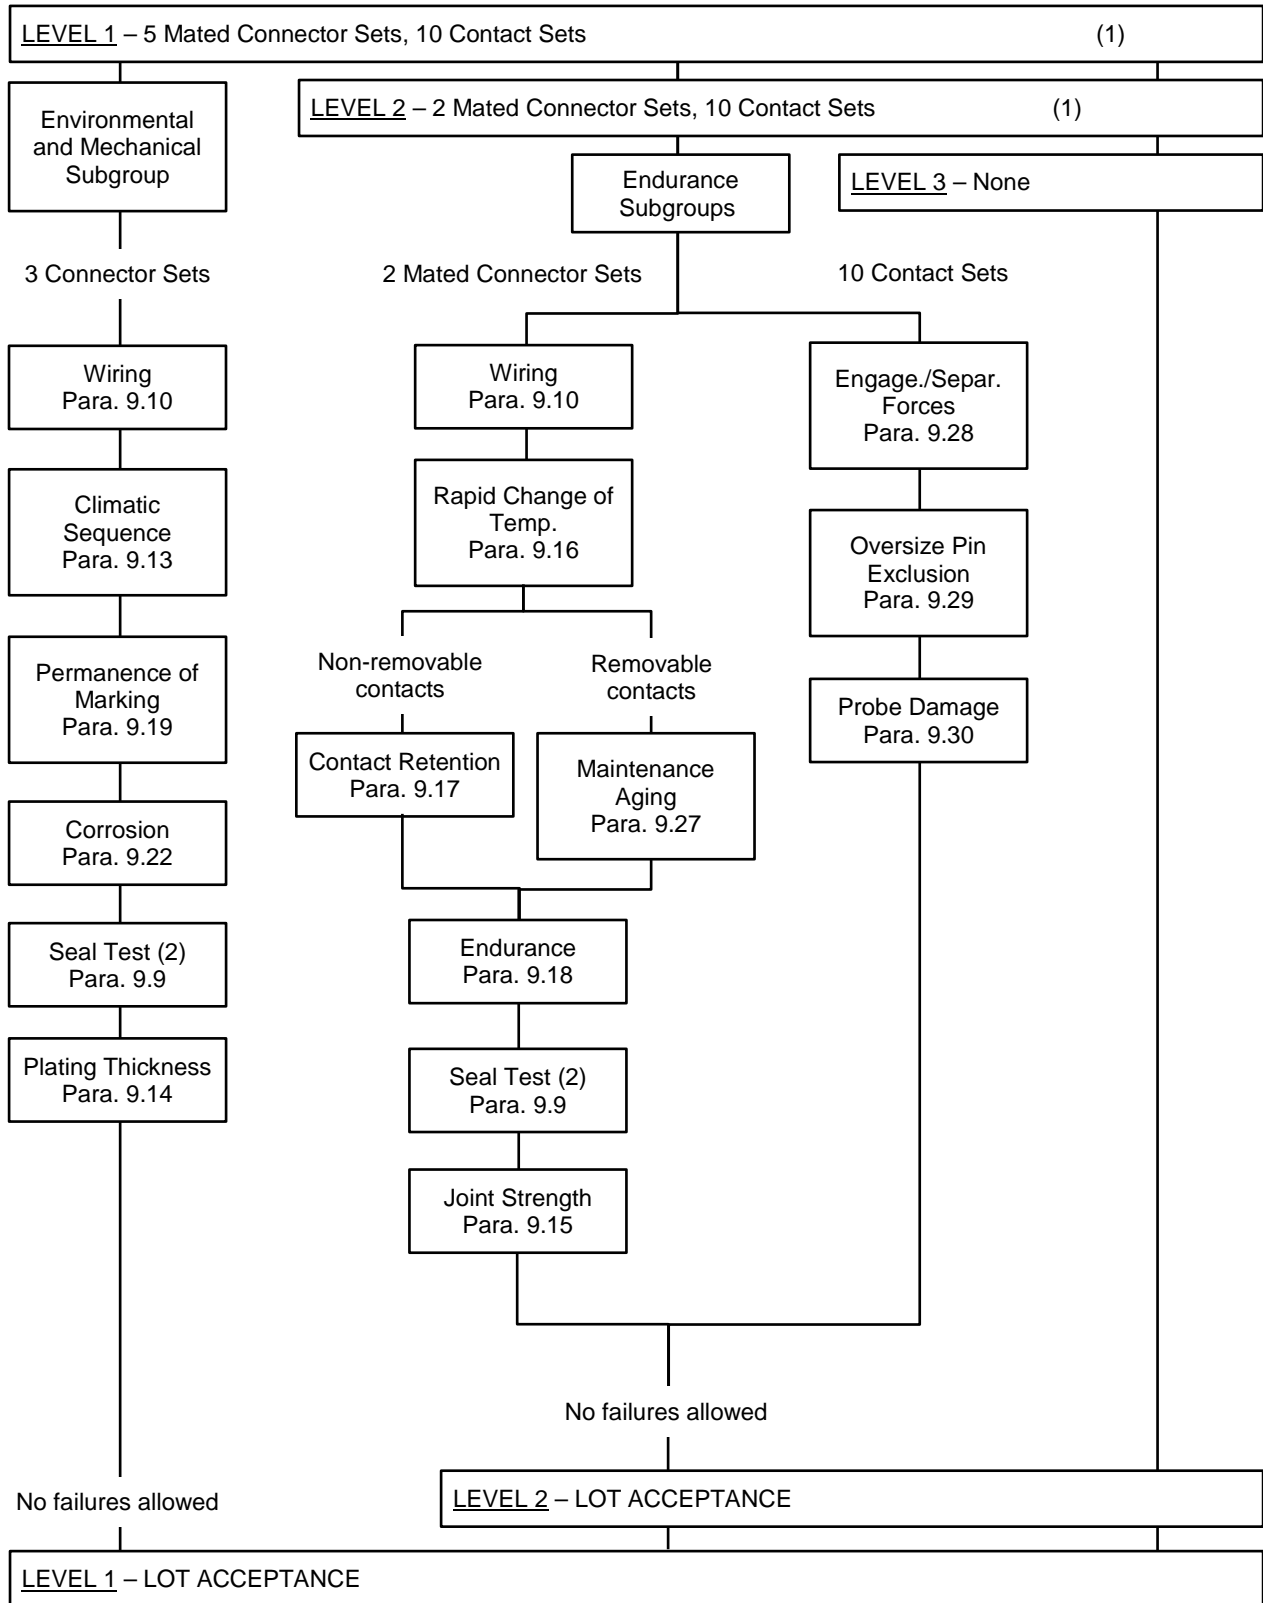 LEVEL 1 – 5 Mated Connector Sets, 10 Contact Sets (1)
Environmental
and Mechanical
Subgroup
LEVEL 2 – 2 Mated Connector Sets, 10 Contact Sets (1)
Endurance
Subgroups
LEVEL 3 – None
3 Connector Sets
2 Mated Connector Sets
10 Contact Sets
Wiring
Para. 9.10
Climatic
Sequence
Para. 9.13
Permanence of
Marking
Para. 9.19
Corrosion
Para. 9.22
Seal Test (2)
Para. 9.9
Plating Thickness
Para. 9.14
Wiring
Para. 9.10
Rapid Change of
Temp.
Para. 9.16
Non-removable
contacts
Removable
contacts
Contact Retention
Para. 9.17
Maintenance
Aging
Para. 9.27
Endurance
Para. 9.18
Seal Test (2)
Para. 9.9
Joint Strength
Para. 9.15
Engage./Separ.
Forces
Para. 9.28
Oversize Pin
Exclusion
Para. 9.29
Probe Damage
Para. 9.30
No failures allowed
No failures allowed
LEVEL 2 – LOT ACCEPTANCE
LEVEL 1 – LOT ACCEPTANCE